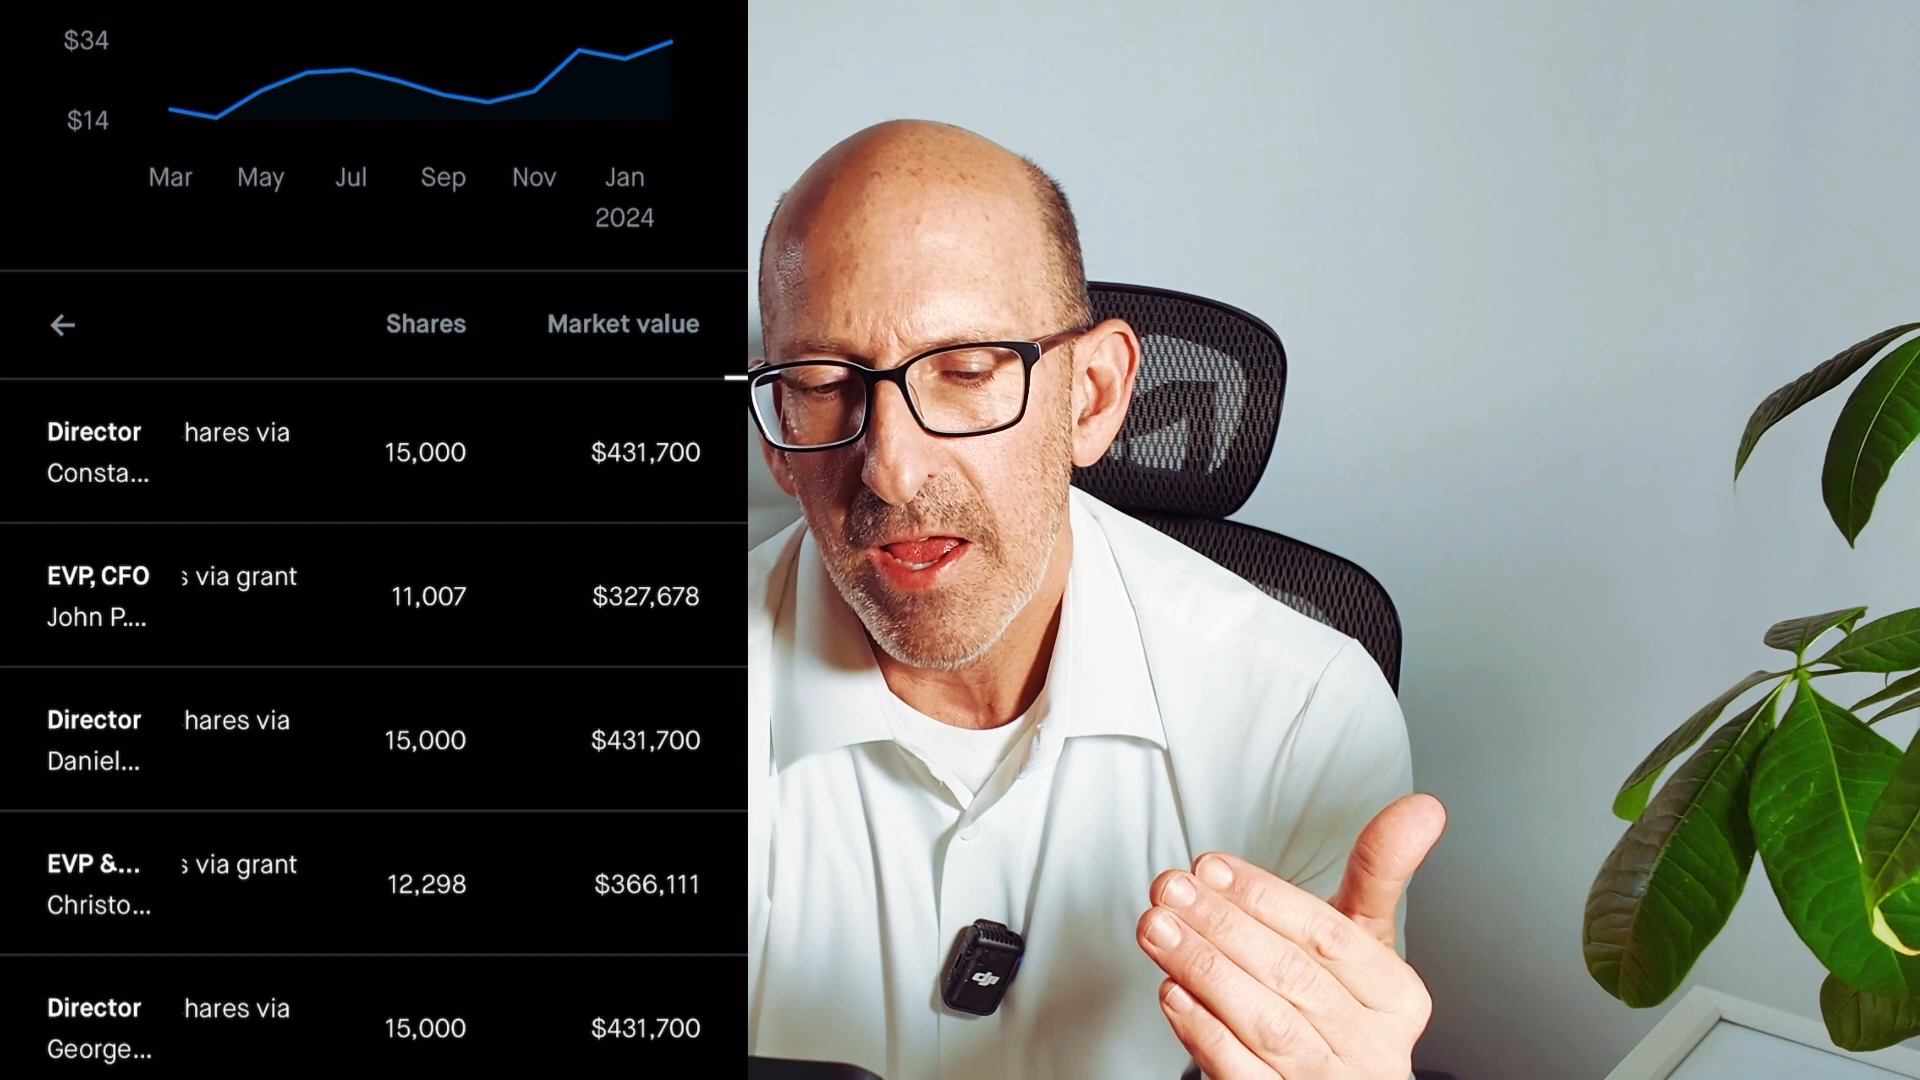 $34
$14
Mar May Jul Sep Nov Jan
2024
Shares Market value
Director hares via 15,000 $431,700
Consta...
EVP, CFO s via grant 11,007 $327,678
John P....
Director hares via 15,000 $431,700
Daniel...
EVP &... s via grant 12,298 $366,111
Christo...
Director hares via 15,000 $431,700
George...
dji